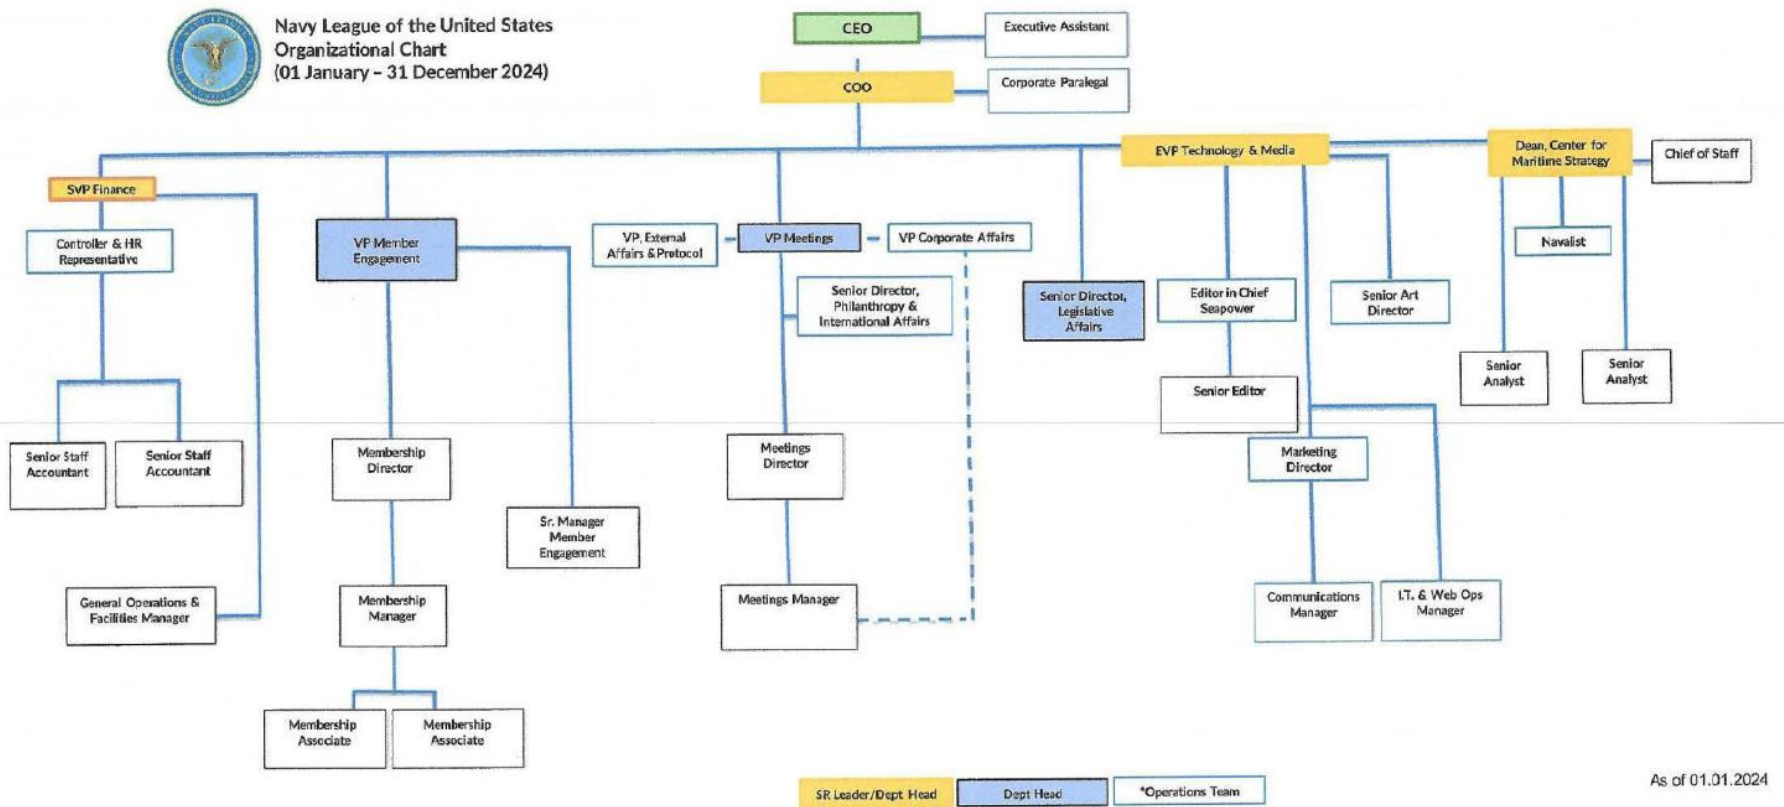 Navy League of the United States
Organizational Chart
(01 January – 31 December 2024)
CEO
Executive Assistant
COO
Corporate Paralegal
EVP Technology & Media
Dean, Center for
Maritime Strategy
Chief of Staff
SVP Finance
Controller & HR
Representative
VP Member
Engagement
VP, External
Affairs & Protocol
VP Meetings
VP Corporate Affairs
Navalist
Senior Director,
Philanthropy &
International Affairs
Senior Director,
Legislative
Affairs
Editor in Chief
Seapower
Senior Art
Director
Senior
Analyst
Senior
Analyst
Senior Editor
Senior Staff
Accountant
Senior Staff
Accountant
Membership
Director
Meetings
Director
Marketing
Director
Sr. Manager
Member
Engagement
General Operations &
Facilities Manager
Membership
Manager
Meetings Manager
Communications
Manager
I.T. & Web Ops
Manager
Membership
Associate
Membership
Associate
SR Leader/Dept Head
Dept Head
*Operations Team
As of 01.01.2024